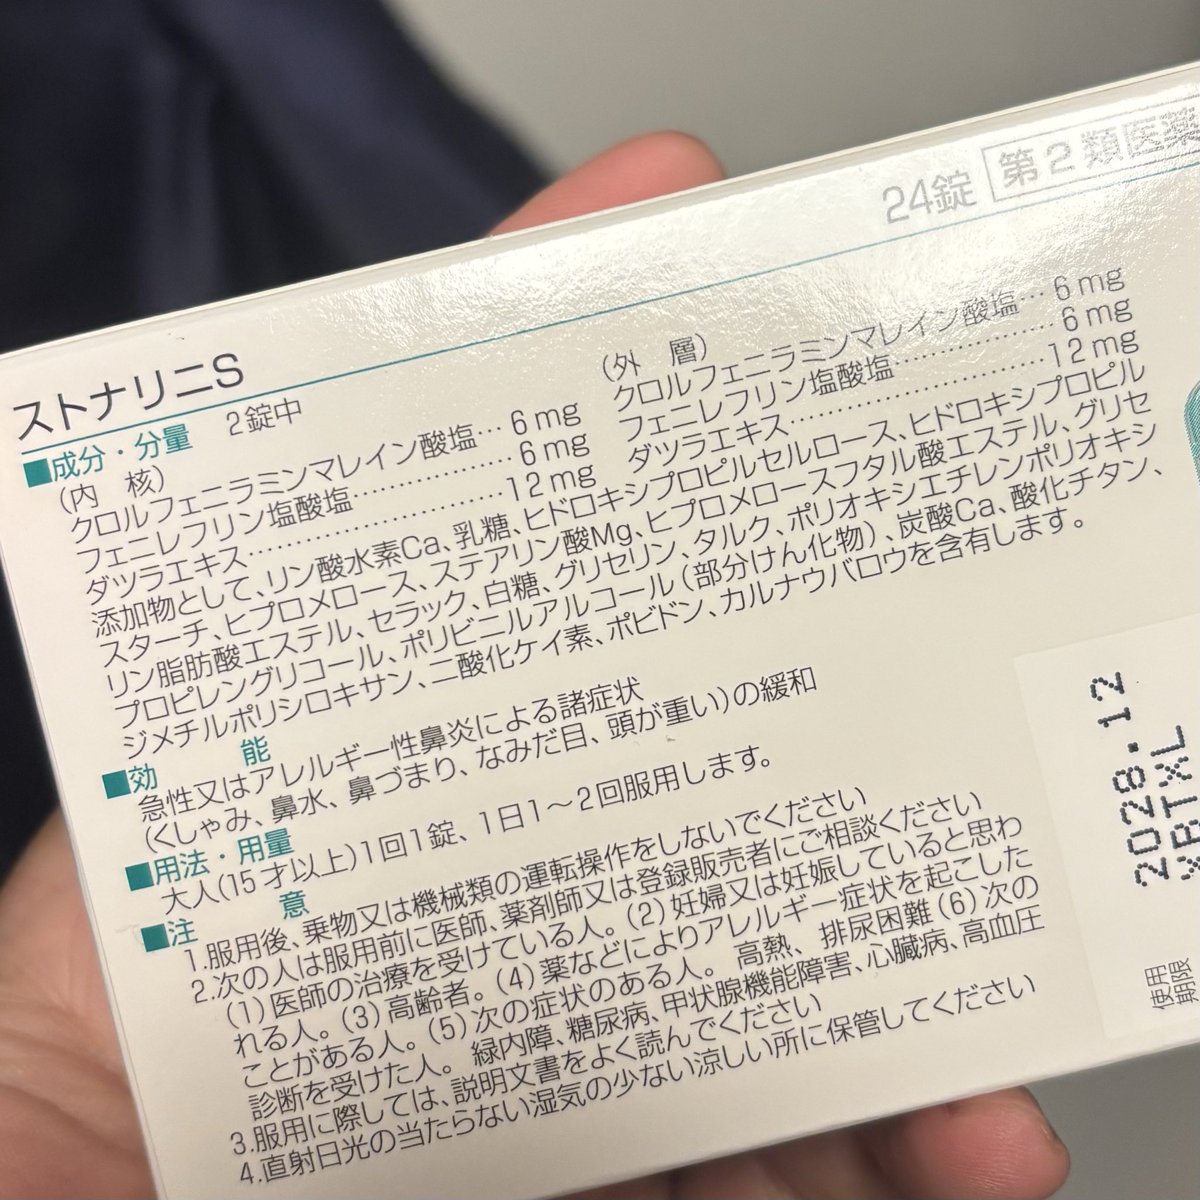 24錠 第2類医薬
ストナリニS
■成分・分量 2錠中
(内 核)
クロルフェニラミンマレイン酸塩… 6mg
フェニレフリン塩酸塩……………… 6mg
ダツラエキス…………………………12mg
(外 層)
クロルフェニラミンマレイン酸塩… 6mg
フェニレフリン塩酸塩……………… 6mg
ダツラエキス…………………………12mg
添加物として、リン酸水素Ca、乳糖、ヒドロキシプロピルセルロース、ヒドロキシプロピル
スターチ、ヒプロメロース、ステアリン酸Mg、ヒプロメロースフタル酸エステル、グリセ
リン脂肪酸エステル、セラック、白糖、グリセリン、タルク、ポリオキシエチレンポリオキシ
プロピレングリコール、ポリビニルアルコール(部分けん化物)、炭酸Ca、酸化チタン、
ジメチルポリシロキサン、二酸化ケイ素、ポビドン、カルナウバロウを含有します。
■効 能
急性又はアレルギー性鼻炎による諸症状
(くしゃみ、鼻水、鼻づまり、なみだ目、頭が重い)の緩和
■用法・用量
大人(15才以上)1回1錠、1日1〜2回服用します。
■注 意
1.服用後、乗物又は機械類の運転操作をしないでください
2.次の人は服用前に医師、薬剤師又は登録販売者にご相談ください
(1)医師の治療を受けている人。(2)妊婦又は妊娠していると思わ
れる人。(3)高齢者。(4)薬などによりアレルギー症状を起こした
ことがある人。(5)次の症状のある人。高熱、排尿困難(6)次の
診断を受けた人。緑内障、糖尿病、甲状腺機能障害、心臓病、高血圧
3.服用に際しては、説明文書をよく読んでください
4.直射日光の当たらない湿気の少ない涼しい所に保管してください
使用
期限
2028.12
XBTXL